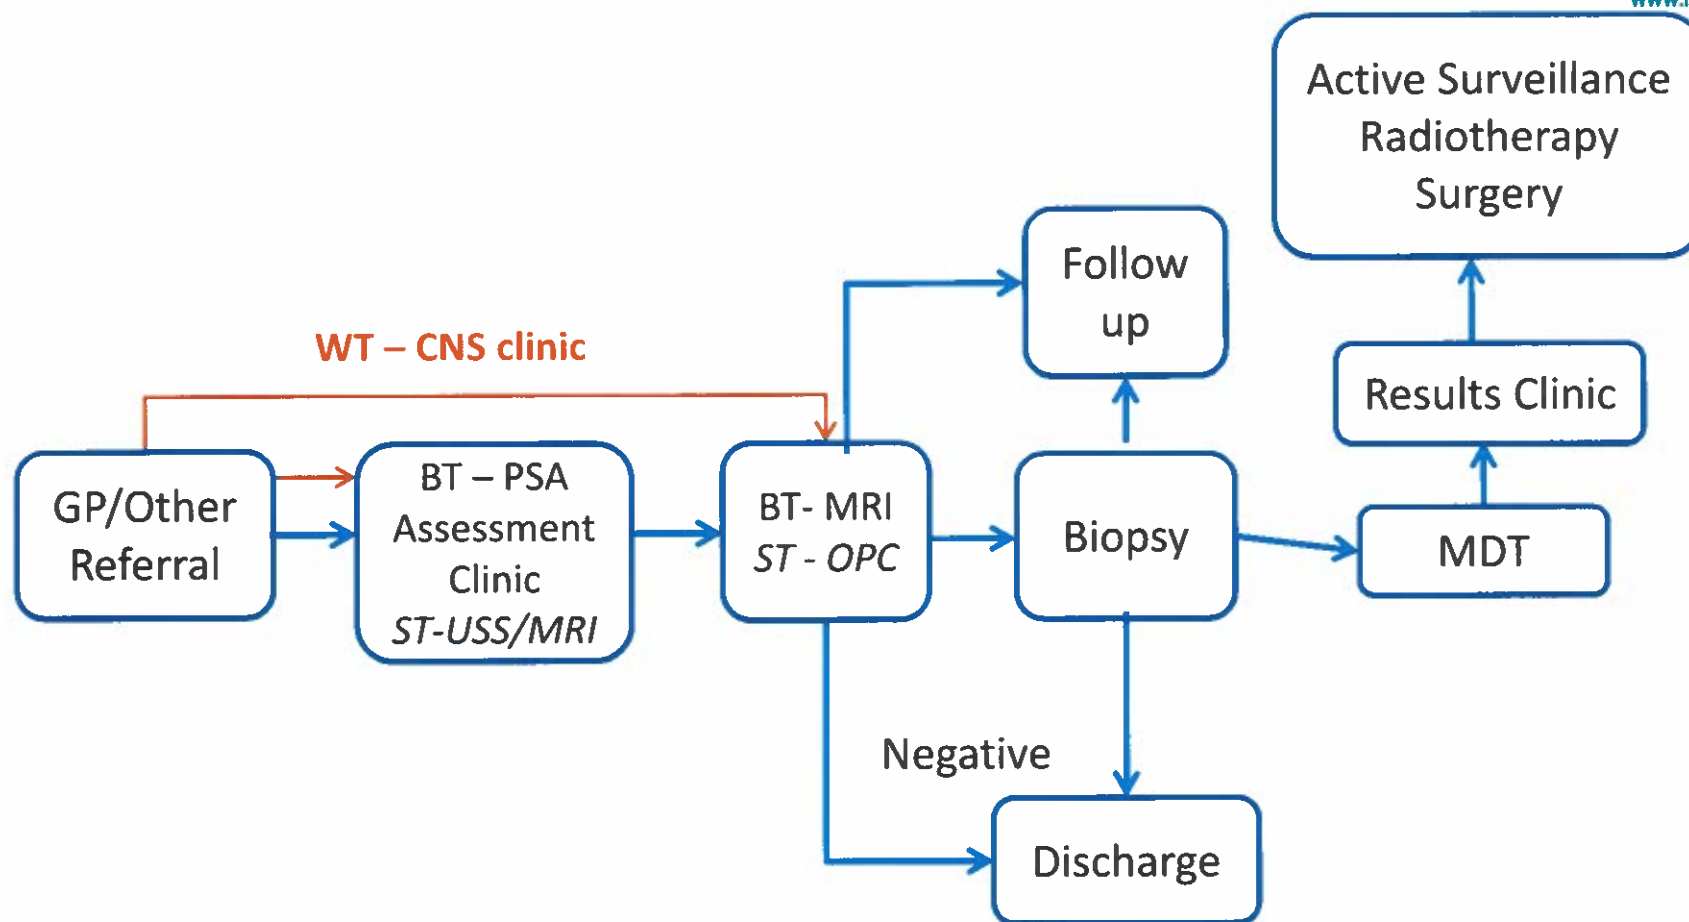 Active Surveillance
Radiotherapy
Surgery
Follow
up
WT – CNS clinic
Results Clinic
GP/Other
Referral
BT – PSA
Assessment
Clinic
ST-USS/MRI
BT- MRI
ST - OPC
Biopsy
MDT
Negative
Discharge